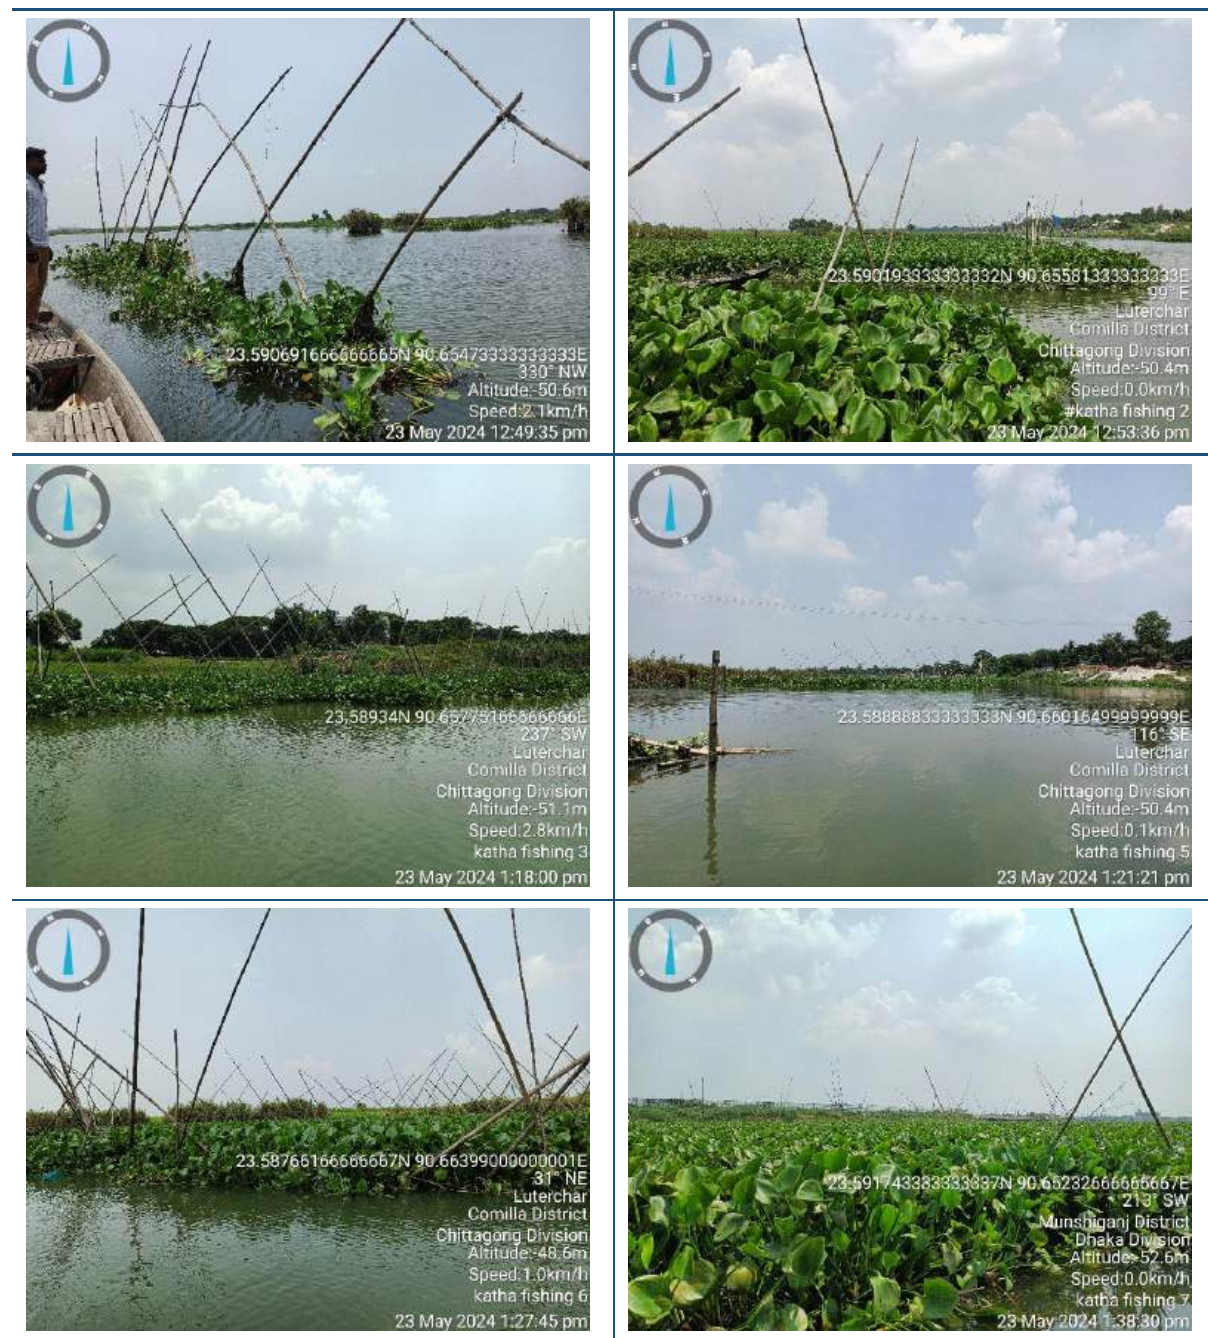 23.590691666666665N 90.65473333333333E
330° NW
Altitude:-50.6m
Speed:2.1km/h
23 May 2024 12:49:35 pm
23.590193333333332N 90.65581333333333E
99° E
Luterchar
Comilla District
Chittagong Division
Altitude:-50.4m
Speed:0.0km/h
#katha fishing 2
23 May 2024 12:53:36 pm
23.58934N 90.65775166666666E
237° SW
Luterchar
Comilla District
Chittagong Division
Altitude:-51.1m
Speed:2.8km/h
katha fishing 3
23 May 2024 1:18:00 pm
23.58888833333333N 90.66016499999999E
116° SE
Luterchar
Comilla District
Chittagong Division
Altitude:-50.4m
Speed:0.1km/h
katha fishing 5
23 May 2024 1:21:21 pm
23.58766166666667N 90.66399000000001E
31° NE
Luterchar
Comilla District
Chittagong Division
Altitude:-48.6m
Speed:1.0km/h
katha fishing 6
23 May 2024 1:27:45 pm
23.591743333333337N 90.65232666666667E
213° SW
Munshiganj District
Dhaka Division
Altitude:-52.6m
Speed:0.0km/h
katha fishing 7
23 May 2024 1:38:30 pm